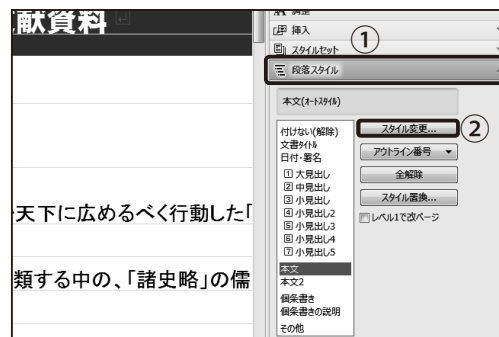 献資料
天下に広めるべく行動した「
類する中の、「諸史略」の儒
調整
挿入
スタイルセット
①
段落スタイル
本文(オートスタイル)
付けない(解除)
文書タイトル
日付・署名
1 大見出し
2 中見出し
3 小見出し
4 小見出し2
5 小見出し3
6 小見出し4
7 小見出し5
本文
本文2
個条書き
個条書きの説明
その他
スタイル変更...
②
アウトライン番号
全解除
スタイル置換...
レベル1で改ページ